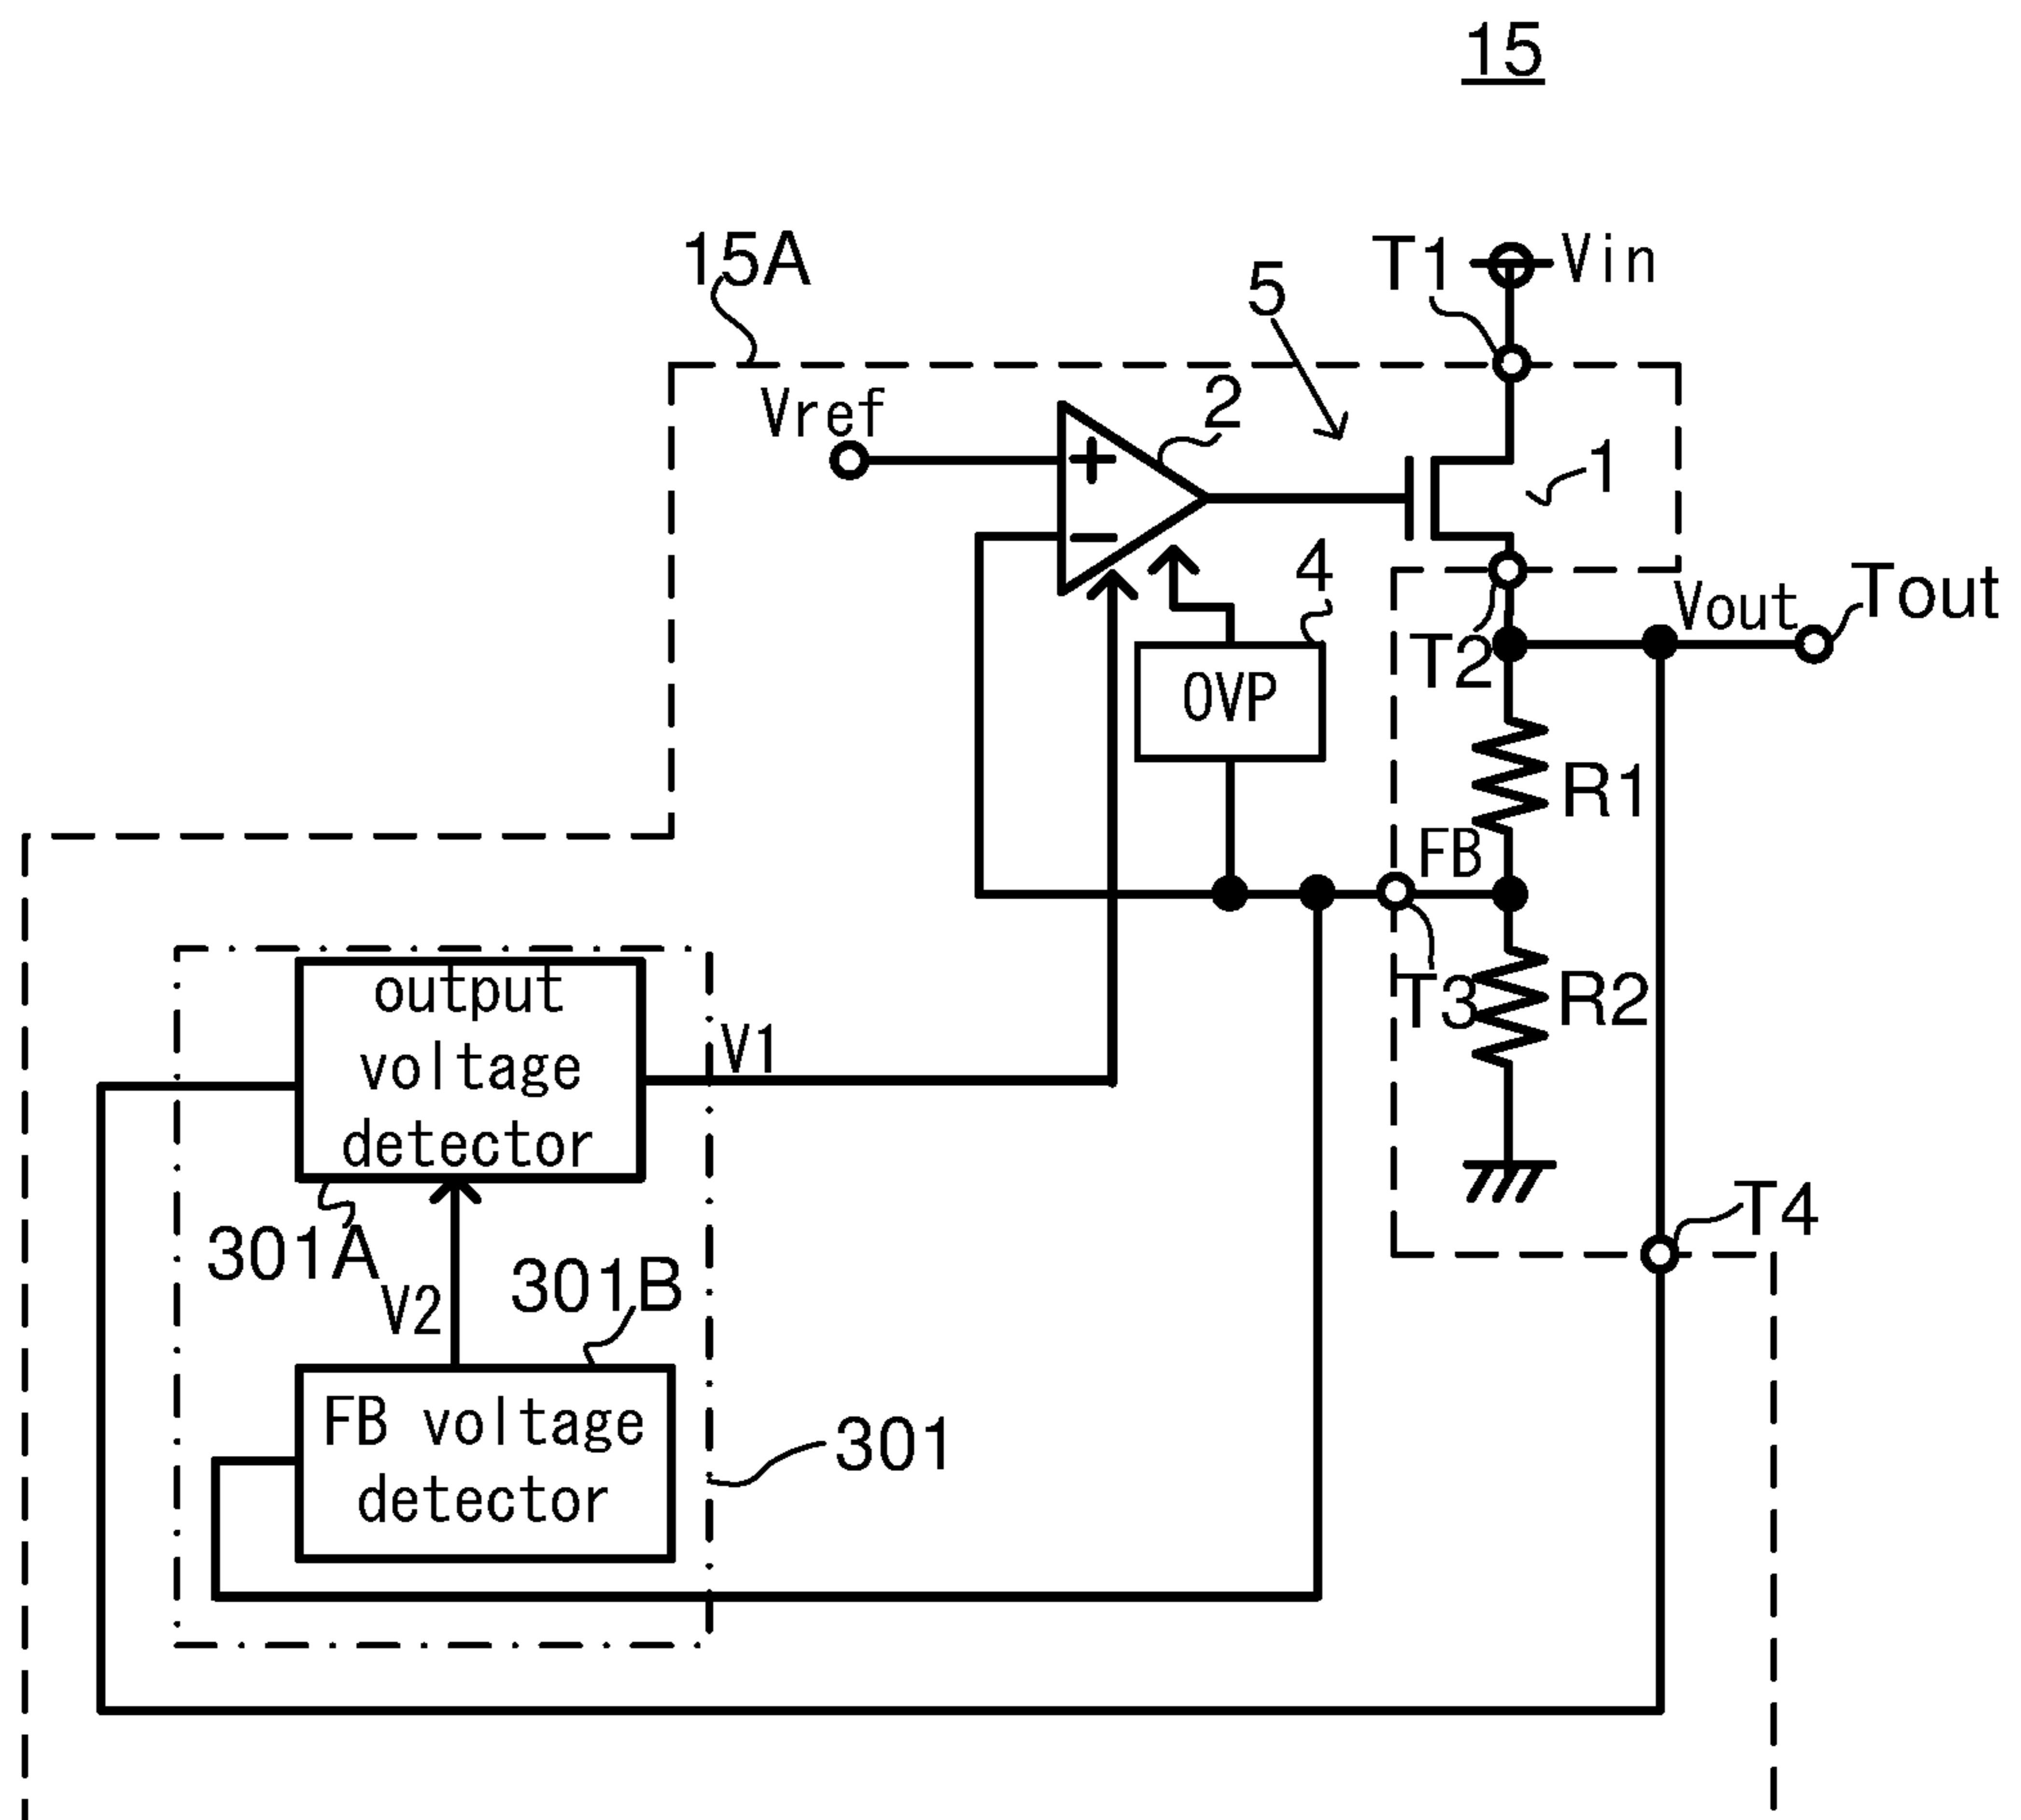 15
15A
5
T1
Vin
Vref
2
1
4
T2
Vout
Tout
OVP
R1
FB
T3
R2
output
voltage
detector
V1
301A
V2
301B
T4
FB voltage
detector
301
+
−